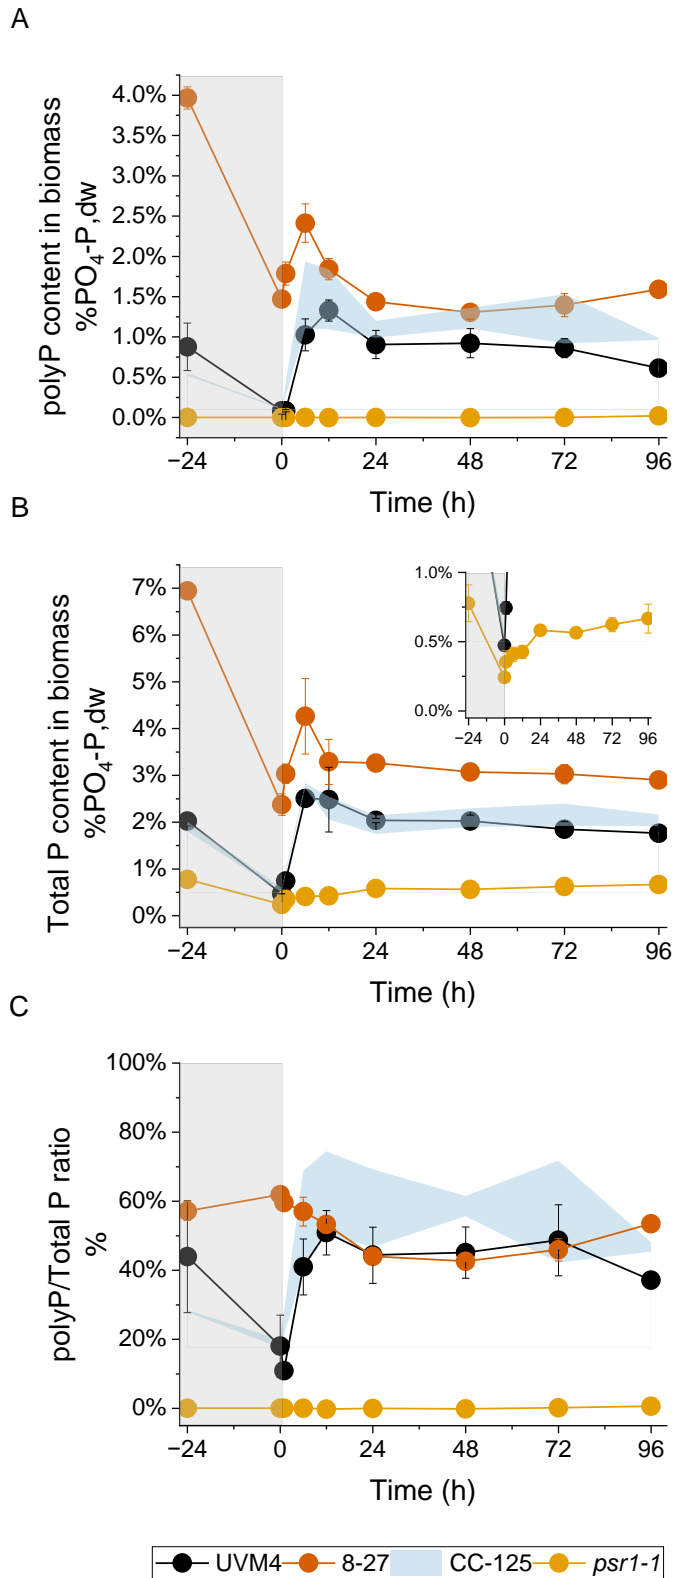 A
polyP content in biomass
%PO4-P,dw
4.0%
3.5%
3.0%
2.5%
2.0%
1.5%
1.0%
0.5%
0.0%
−24 0 24 48 72 96
Time (h)
B
Total P content in biomass
%PO4-P,dw
7%
6%
5%
4%
3%
2%
1%
0%
1.0%
0.5%
0.0%
−24 0 24 48 72 96
−24 0 24 48 72 96
Time (h)
C
polyP/Total P ratio
%
100%
80%
60%
40%
20%
0%
−24 0 24 48 72 96
Time (h)
UVM4 8-27 CC-125 psr1-1